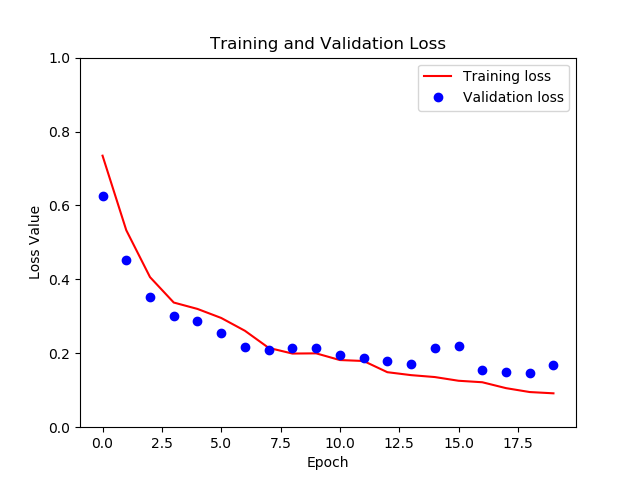 Training and Validation Loss
1.0
0.8
0.6
0.4
0.2
0.0
Loss Value
Training loss
Validation loss
0.0 2.5 5.0 7.5 10.0 12.5 15.0 17.5
Epoch